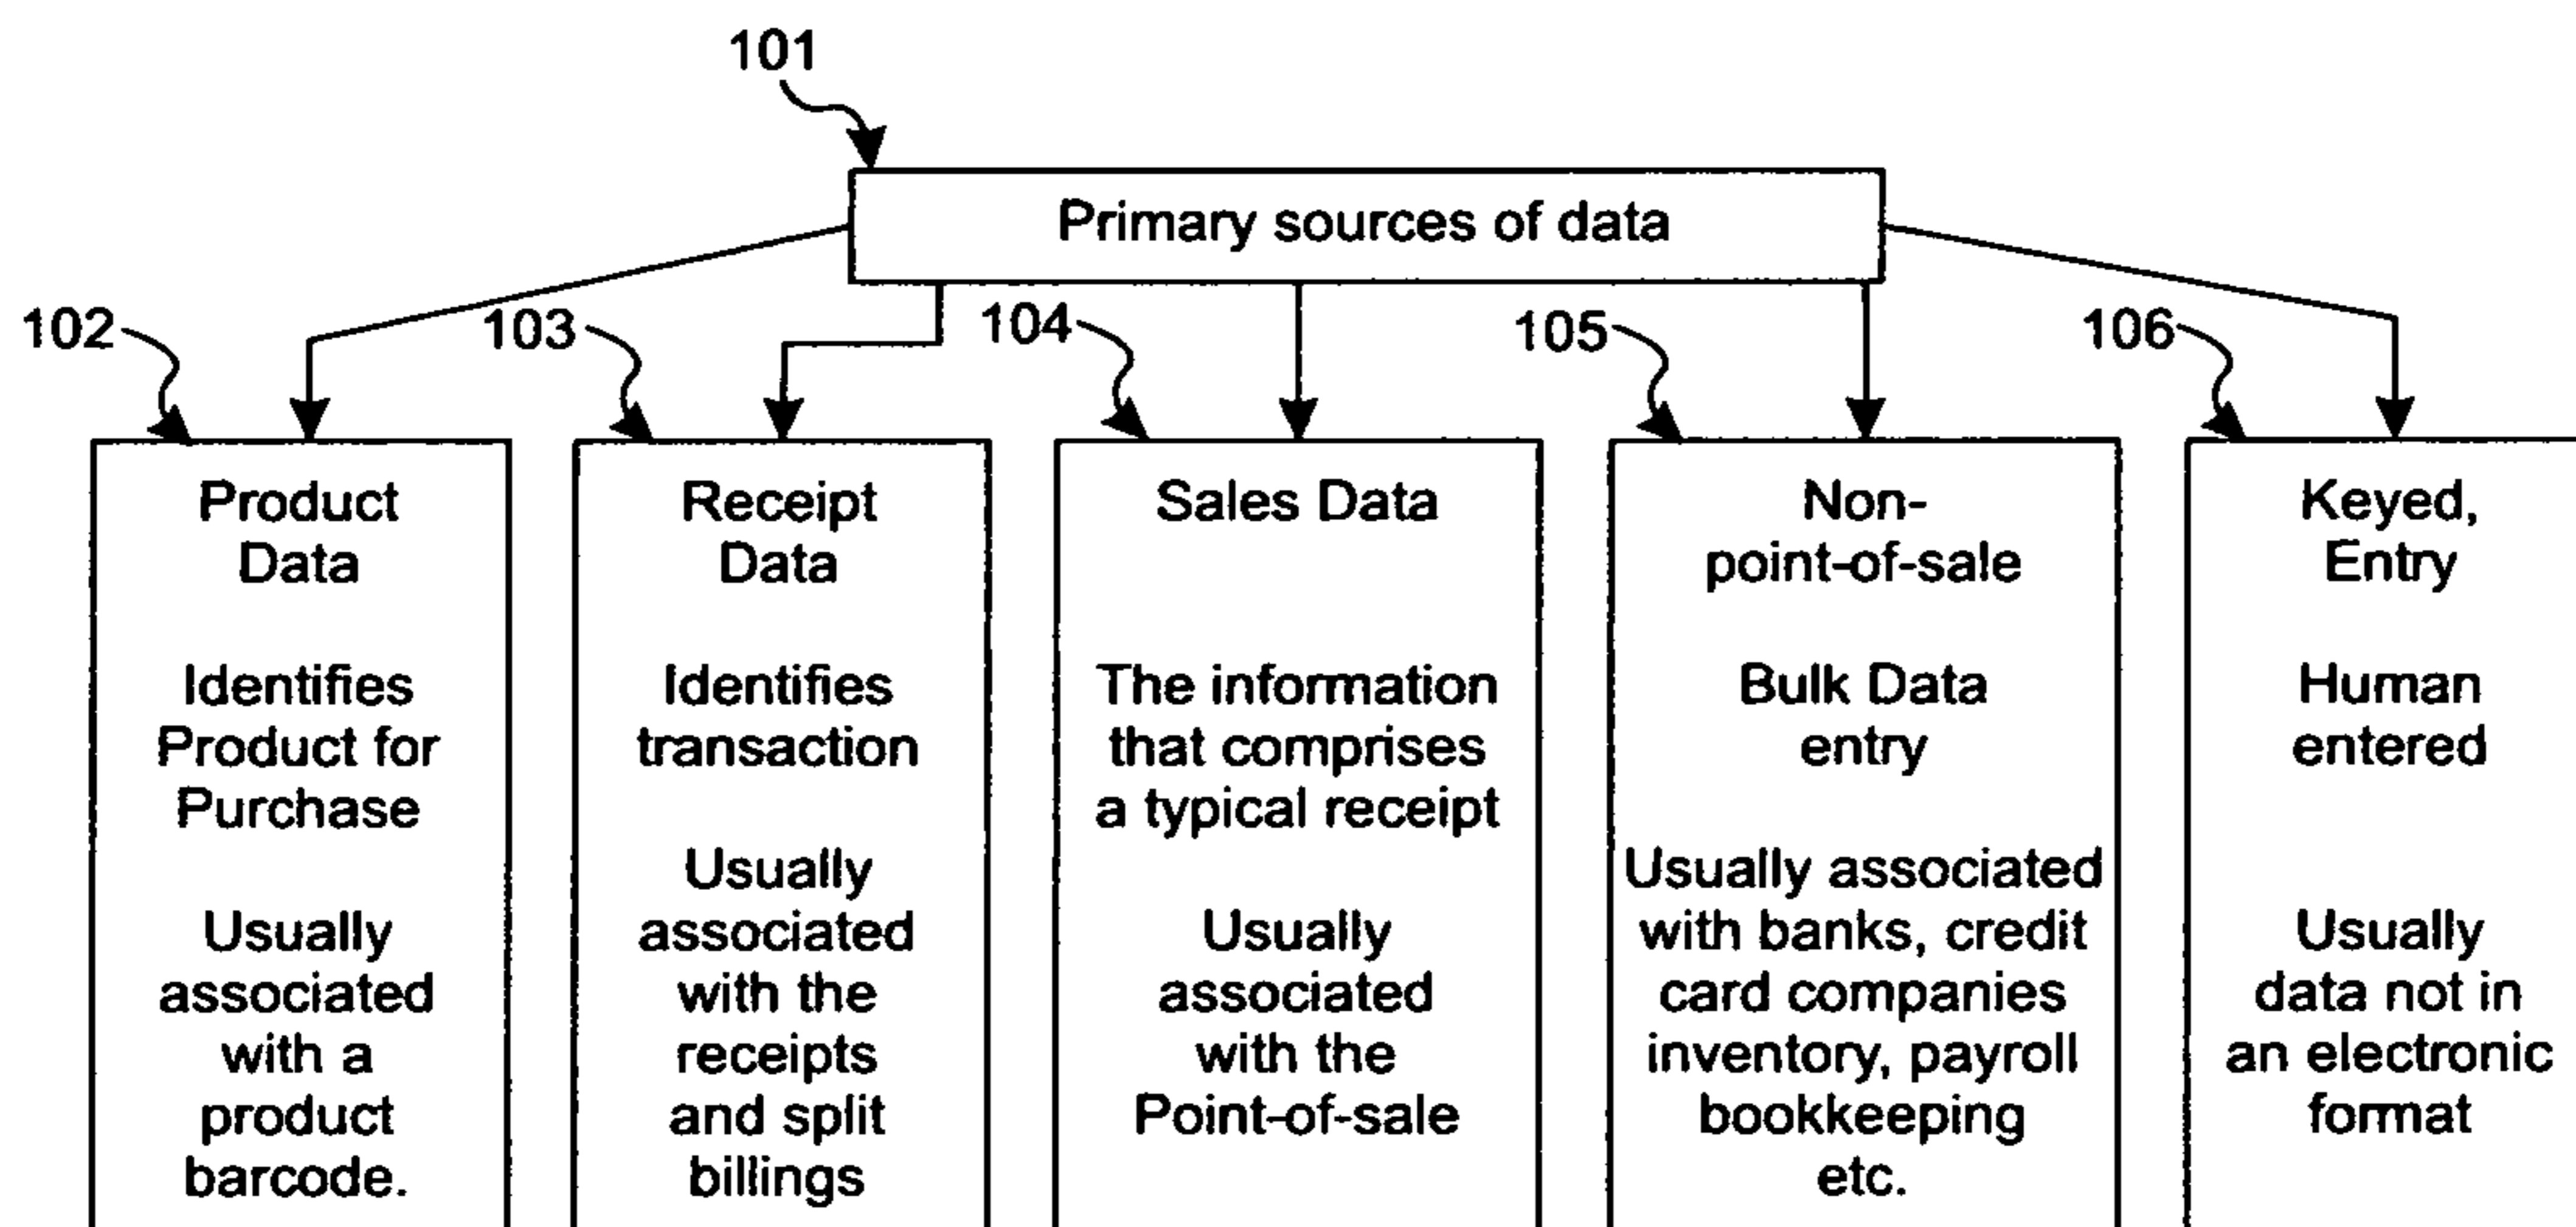 101
Primary sources of data
102
103
104
105
106
Product
Data
Identifies
Product for
Purchase
Usually
associated
with a
product
barcode.
Receipt
Data
Identifies
transaction
Usually
associated
with the
receipts
and split
billings
Sales Data
The information
that comprises
a typical receipt
Usually
associated
with the
Point-of-sale
Non-
point-of-sale
Bulk Data
entry
Usually associated
with banks, credit
card companies
inventory, payroll
bookkeeping
etc.
Keyed,
Entry
Human
entered
Usually
data not in
an electronic
format